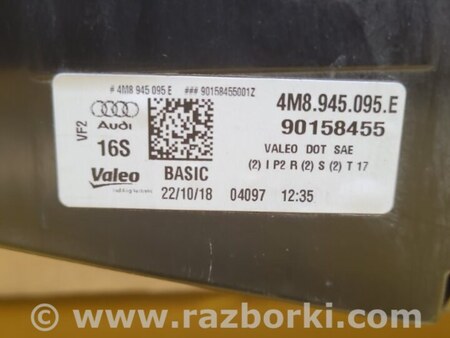 # 4M8 945 095 E ### 90158455001Z
4M8.945.095.E
90158455
VF2
Audi
16S
Valeo
BASIC
VALEO DOT SAE
(2) I P2 R (2) S (2) T 17
22/10/18 04097 12:35
© www.razborki.com